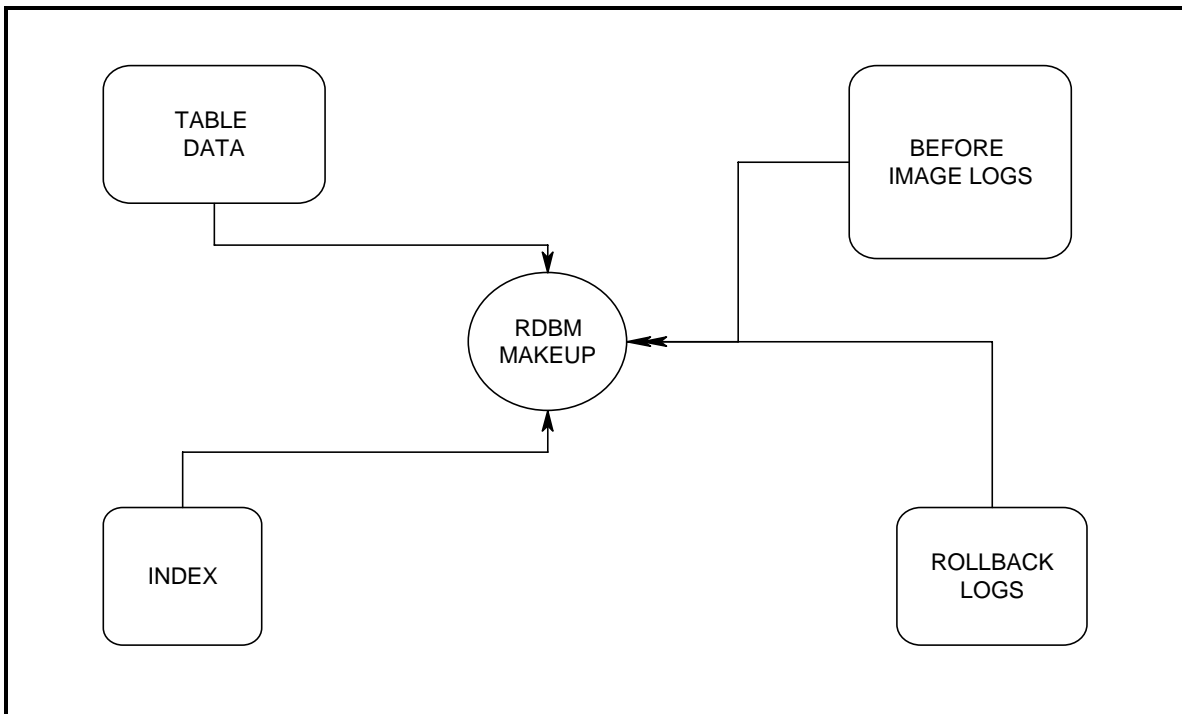 TABLE
DATA
BEFORE
IMAGE LOGS
RDBM
MAKEUP
INDEX
ROLLBACK
LOGS